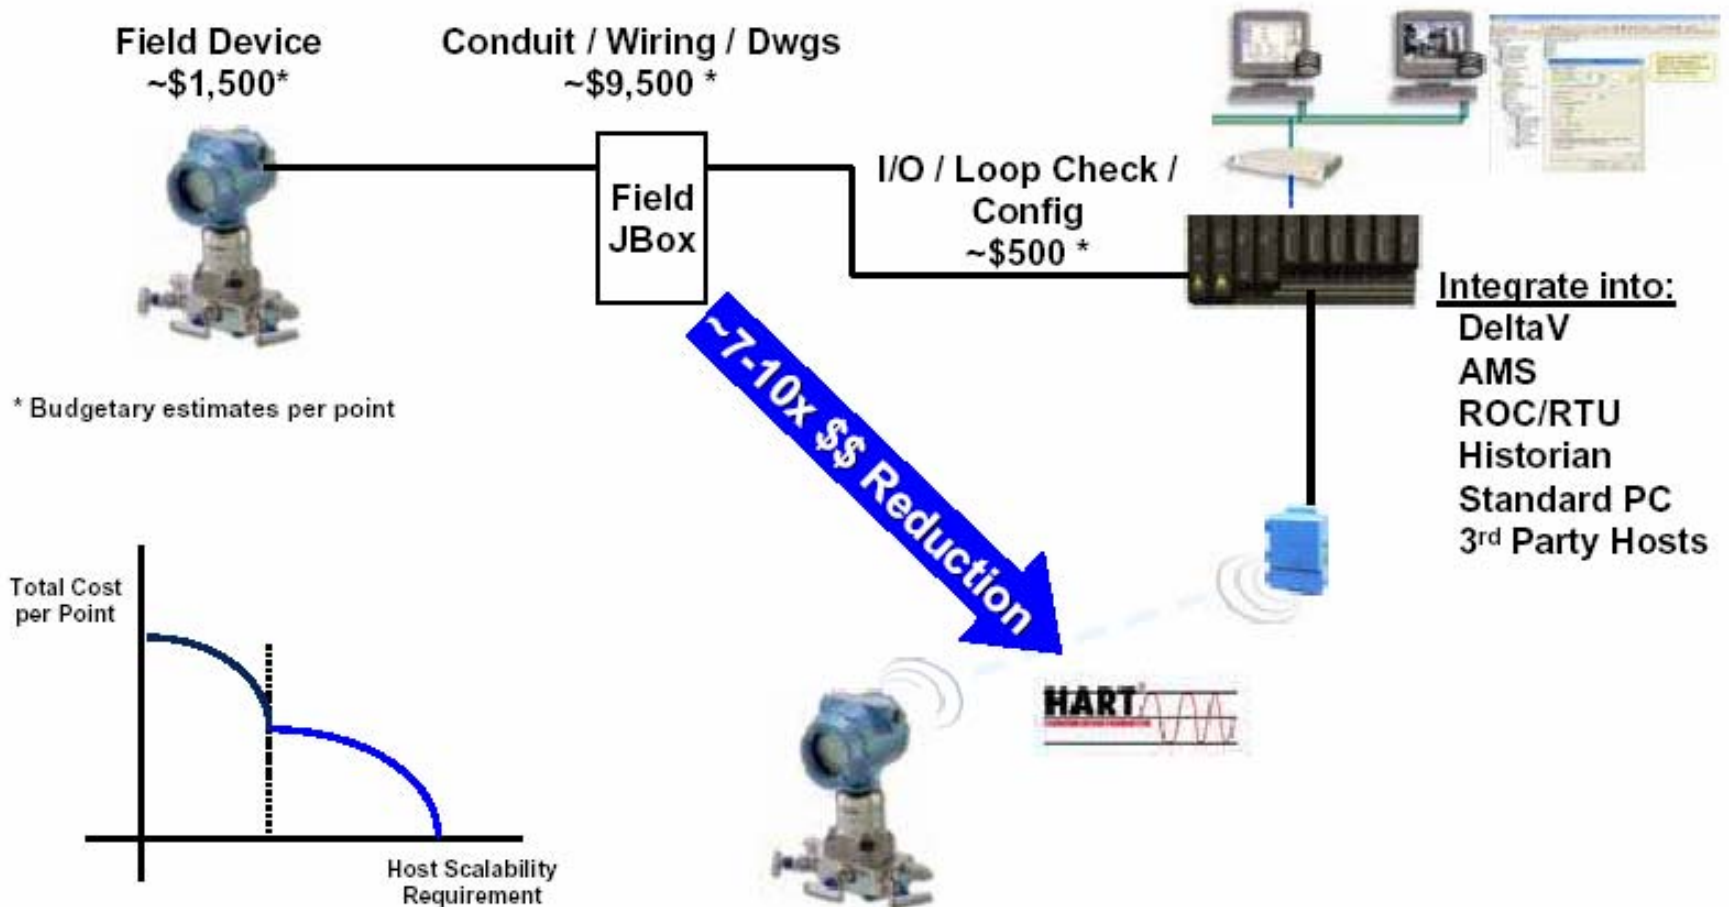 Field Device
~$1,500*
Conduit / Wiring / Dwgs
~$9,500 *
Field
JBox
I/O / Loop Check /
Config
~$500 *
Integrate into:
DeltaV
AMS
ROC/RTU
Historian
Standard PC
3rd Party Hosts
* Budgetary estimates per point
~7-10x $$ Reduction
Total Cost
per Point
Host Scalability
Requirement
HART